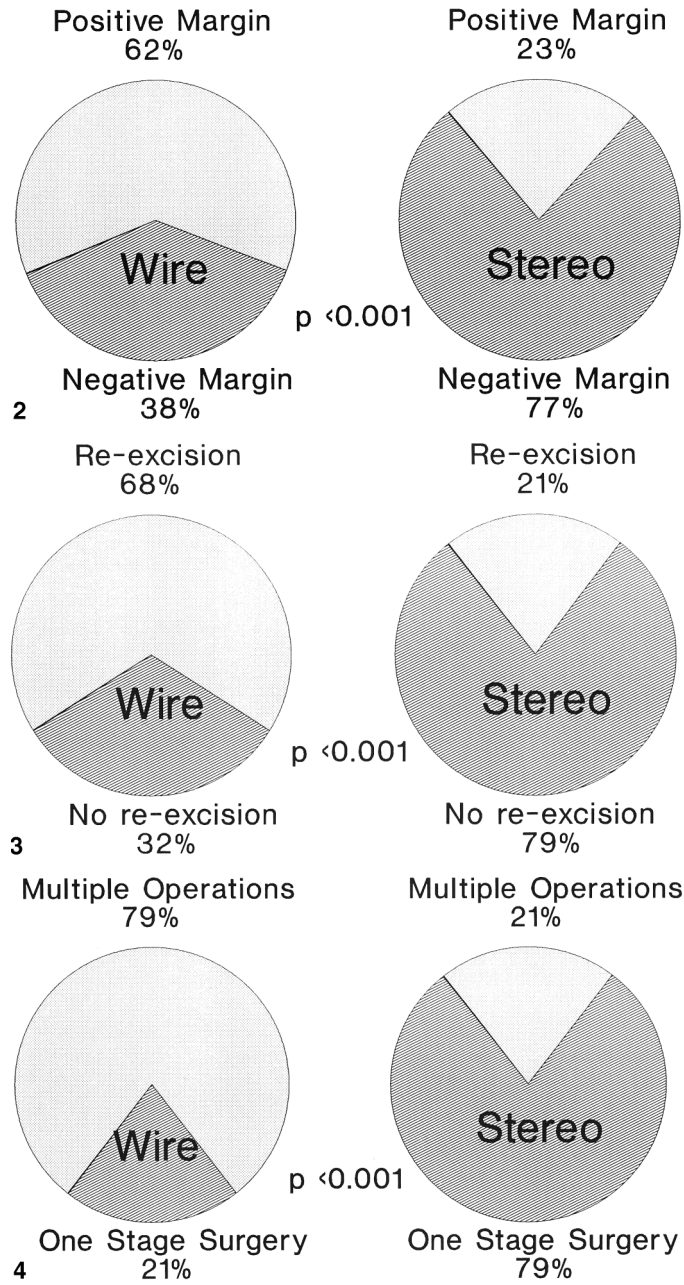 Positive Margin
62%
Positive Margin
23%
Wire
Stereo
p <0.001
Negative Margin
38%
Negative Margin
77%
2
Re-excision
68%
Re-excision
21%
Wire
Stereo
p <0.001
No re-excision
32%
No re-excision
79%
3
Multiple Operations
79%
Multiple Operations
21%
Wire
Stereo
p <0.001
One Stage Surgery
21%
One Stage Surgery
79%
4